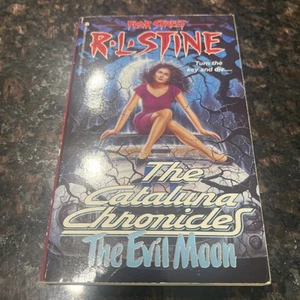 FEAR STREET
R.L. STINE
Turn the
key and die...
The
Cataluna
Chronicles
The Evil Moon